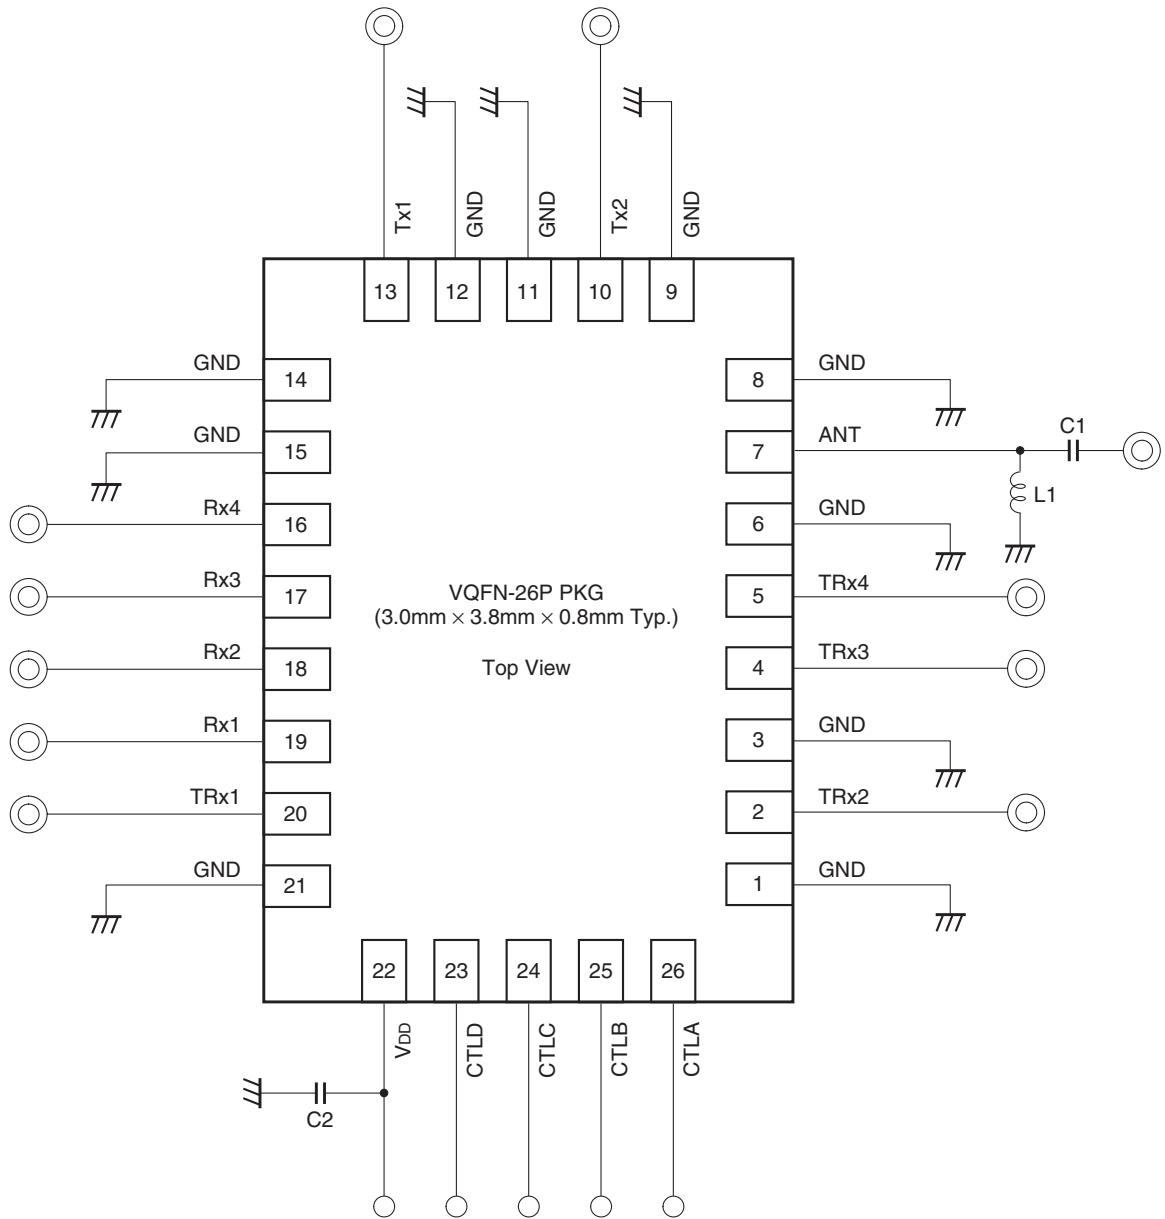 Tx1
GND
GND
Tx2
GND
13
12
11
10
9
GND
14
8
GND
GND
15
7
ANT
C1
L1
Rx4
16
6
GND
Rx3
17
5
TRx4
VQFN-26P PKG
(3.0mm × 3.8mm × 0.8mm Typ.)
Top View
Rx2
18
4
TRx3
Rx1
19
3
GND
TRx1
20
2
TRx2
GND
21
1
GND
22
23
24
25
26
VDD
CTLD
CTLC
CTLB
CTLA
C2